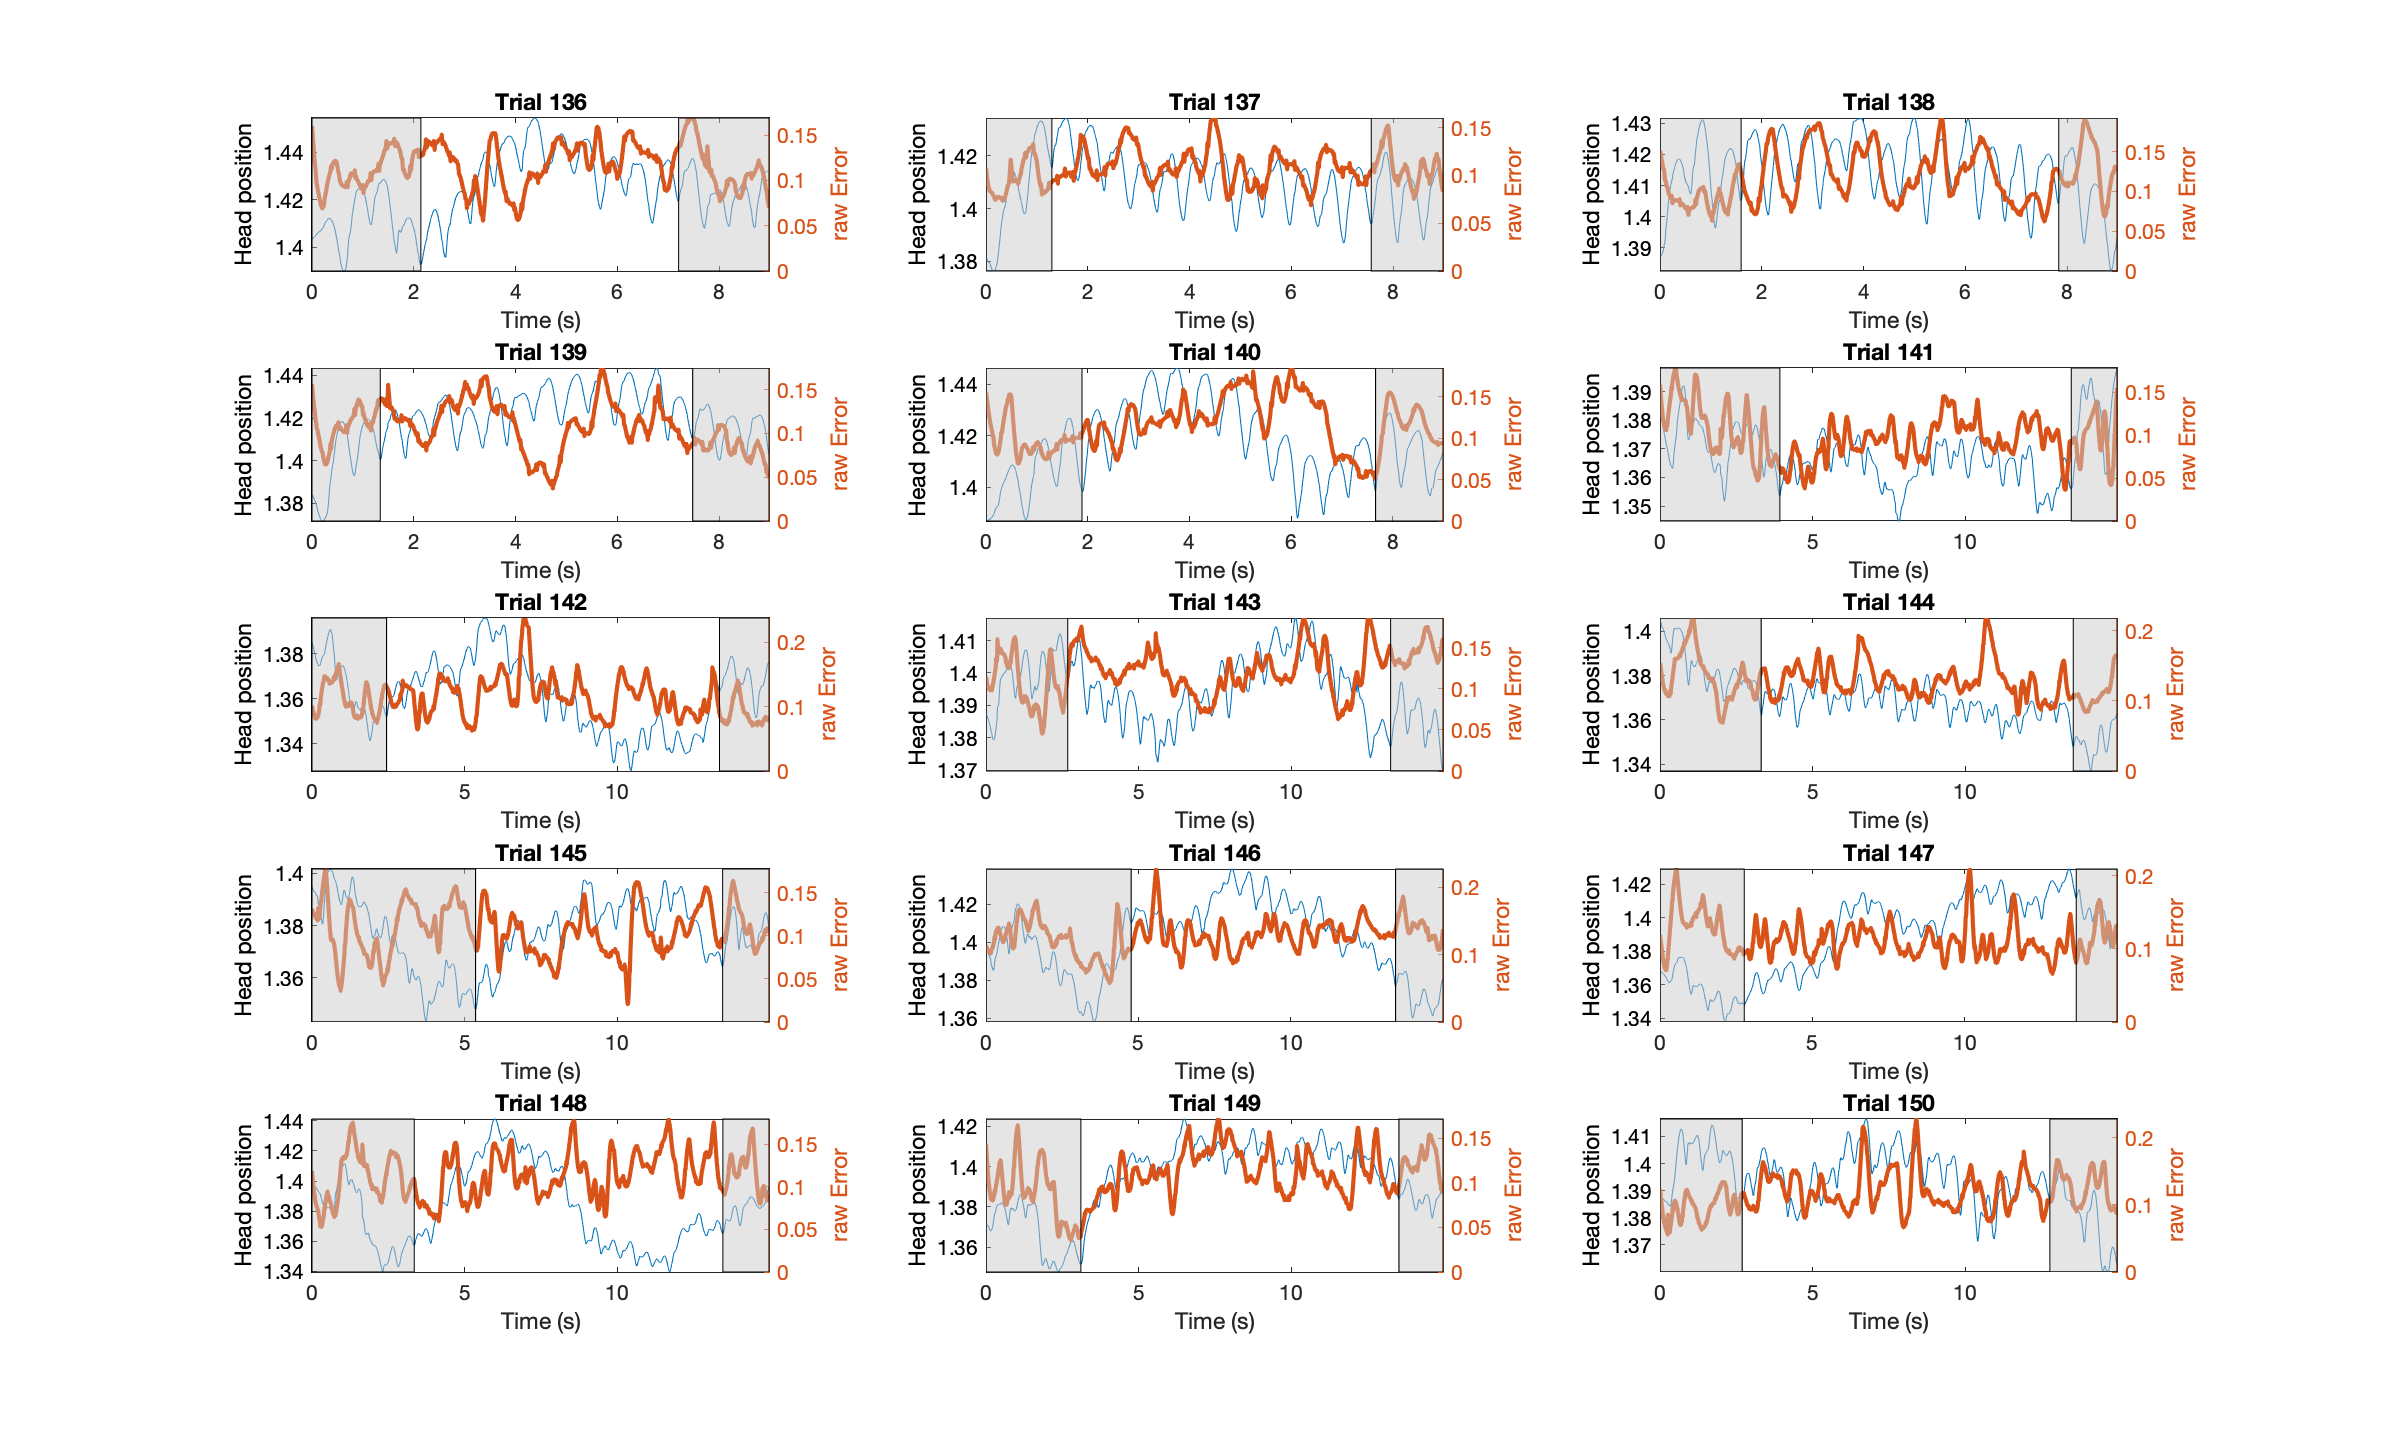 Trial 136
Trial 137
Trial 138
Head position
1.44
1.42
1.4
0.15
0.1
0.05
0
raw Error
0 2 4 6 8
Time (s)
Head position
1.42
1.4
1.38
0.15
0.1
0.05
0
raw Error
0 2 4 6 8
Time (s)
Head position
1.43
1.42
1.41
1.4
1.39
0.15
0.1
0.05
0
raw Error
0 2 4 6 8
Time (s)
Trial 139
Trial 140
Trial 141
Head position
1.44
1.42
1.4
1.38
0.15
0.1
0.05
0
raw Error
0 2 4 6 8
Time (s)
Head position
1.44
1.42
1.4
0.15
0.1
0.05
0
raw Error
0 2 4 6 8
Time (s)
Head position
1.39
1.38
1.37
1.36
1.35
0.15
0.1
0.05
0
raw Error
0 5 10
Time (s)
Trial 142
Trial 143
Trial 144
Head position
1.38
1.36
1.34
0.2
0.1
0
raw Error
0 5 10
Time (s)
Head position
1.41
1.4
1.39
1.38
1.37
0.15
0.1
0.05
0
raw Error
0 5 10
Time (s)
Head position
1.4
1.38
1.36
1.34
0.2
0.1
0
raw Error
0 5 10
Time (s)
Trial 145
Trial 146
Trial 147
Head position
1.4
1.38
1.36
0.15
0.1
0.05
0
raw Error
0 5 10
Time (s)
Head position
1.42
1.4
1.38
1.36
0.2
0.1
0
raw Error
0 5 10
Time (s)
Head position
1.42
1.4
1.38
1.36
1.34
0.2
0.1
0
raw Error
0 5 10
Time (s)
Trial 148
Trial 149
Trial 150
Head position
1.44
1.42
1.4
1.38
1.36
1.34
0.15
0.1
0.05
0
raw Error
0 5 10
Time (s)
Head position
1.42
1.4
1.38
1.36
0.15
0.1
0.05
0
raw Error
0 5 10
Time (s)
Head position
1.41
1.4
1.39
1.38
1.37
0.2
0.1
0
raw Error
0 5 10
Time (s)